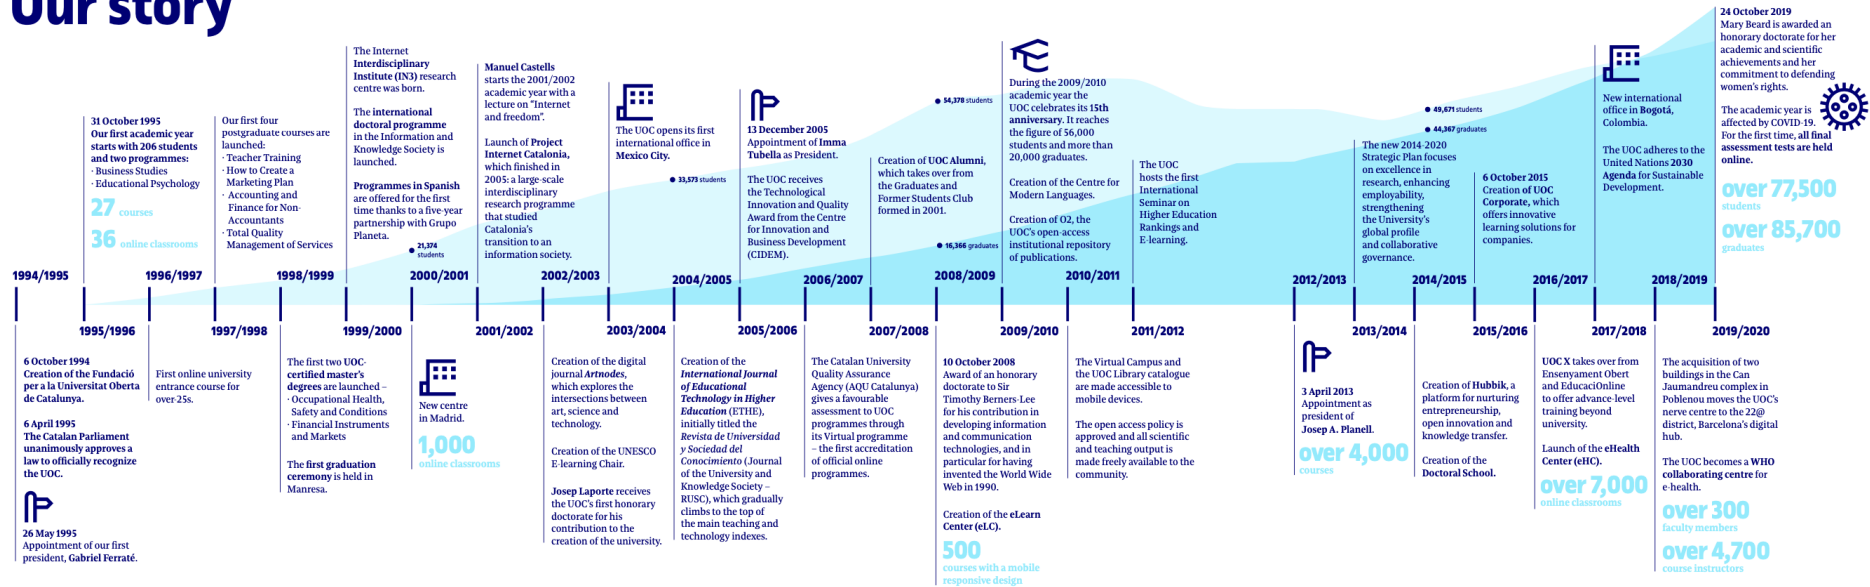 Our story
1994/1995
6 October 1994
Creation of the Fundació
per a la Universitat Oberta
de Catalunya.
6 April 1995
The Catalan Parliament
unanimously approves a
law to officially recognize
the UOC.
26 May 1995
Appointment of our first
president, Gabriel Ferraté.
31 October 1995
Our first academic year
starts with 206 students
and two programmes:
· Business Studies
· Educational Psychology
27 courses
36 online classrooms
1995/1996
1996/1997
First online university
entrance course for
over-25s.
Our first four
postgraduate courses are
launched:
· Teacher Training
· How to Create a
Marketing Plan
· Accounting and
Finance for Non-
Accountants
· Total Quality
Management of Services
1997/1998
1998/1999
The first two UOC-
certified master's
degrees are launched –
· Occupational Health,
Safety and Conditions
· Financial Instruments
and Markets
The first graduation
ceremony is held in
Manresa.
The Internet
Interdisciplinary
Institute (IN3) research
centre was born.
The international
doctoral programme
in the Information and
Knowledge Society is
launched.
Programmes in Spanish
are offered for the first
time thanks to a five-year
partnership with Grupo
Planeta.
1999/2000
21,374
students
2000/2001
New centre
in Madrid.
1,000
online classrooms
Manuel Castells
starts the 2001/2002
academic year with a
lecture on "Internet
and freedom".
Launch of Project
Internet Catalonia,
which finished in
2005: a large-scale
interdisciplinary
research programme
that studied
Catalonia's
transition to an
information society.
2001/2002
2002/2003
Creation of the digital
journal Artnodes,
which explores the
intersections between
art, science and
technology.
Creation of the UNESCO
E-learning Chair.
Josep Laporte receives
the UOC's first honorary
doctorate for his
contribution to the
creation of the university.
The UOC opens its first
international office in
Mexico City.
2003/2004
33,573 students
2004/2005
Creation of the
International Journal
of Educational
Technology in Higher
Education (ETHE),
initially titled the
Revista de Universidad
y Sociedad del
Conocimiento (Journal
of the University and
Knowledge Society –
RUSC), which gradually
climbs to the top of
the main teaching and
technology indexes.
13 December 2005
Appointment of Imma
Tubella as President.
The UOC receives
the Technological
Innovation and Quality
Award from the Centre
for Innovation and
Business Development
(CIDEM).
2005/2006
2006/2007
The Catalan University
Quality Assurance
Agency (AQU Catalunya)
gives a favourable
assessment to UOC
programmes through
its Virtual programme
– the first accreditation
of official online
programmes.
Creation of UOC Alumni,
which takes over from
the Graduates and
Former Students Club
formed in 2001.
2007/2008
54,378 students
16,366 graduates
2008/2009
10 October 2008
Award of an honorary
doctorate to Sir
Timothy Berners-Lee
for his contribution in
developing information
and communication
technologies, and in
particular for having
invented the World Wide
Web in 1990.
Creation of the eLearn
Center (eLC).
500
courses with a mobile
responsive design
During the 2009/2010
academic year the
UOC celebrates its 15th
anniversary. It reaches
the figure of 56,000
students and more than
20,000 graduates.
Creation of the Centre for
Modern Languages.
Creation of O2, the
UOC's open-access
institutional repository
of publications.
2009/2010
2010/2011
The Virtual Campus and
the UOC Library catalogue
are made accessible to
mobile devices.
The open access policy is
approved and all scientific
and teaching output is
made freely available to the
community.
The UOC
hosts the first
International
Seminar on
Higher Education
Rankings and
E-learning.
2011/2012
2012/2013
3 April 2013
Appointment as
president of
Josep A. Planell.
over 4,000
courses
The new 2014-2020
Strategic Plan focuses
on excellence in
research, enhancing
employability,
strengthening
the University's
global profile
and collaborative
governance.
2013/2014
49,671 students
44,367 graduates
2014/2015
Creation of Hubbik, a
platform for nurturing
entrepreneurship,
open innovation and
knowledge transfer.
Creation of the
Doctoral School.
6 October 2015
Creation of UOC
Corporate, which
offers innovative
learning solutions for
companies.
2015/2016
2016/2017
UOC X takes over from
Ensenyament Obert
and EducaciOnline
to offer advance-level
training beyond
university.
Launch of the eHealth
Center (eHC).
over 7,000
online classrooms
New international
office in Bogotá,
Colombia.
The UOC adheres to the
United Nations 2030
Agenda for Sustainable
Development.
2017/2018
2018/2019
The acquisition of two
buildings in the Can
Jaumandreu complex in
Poblenou moves the UOC's
nerve centre to the 22@
district, Barcelona's digital
hub.
The UOC becomes a WHO
collaborating centre for
e-health.
over 300
faculty members
over 4,700
course instructors
24 October 2019
Mary Beard is awarded an
honorary doctorate for her
academic and scientific
achievements and her
commitment to defending
women's rights.
The academic year is
affected by COVID-19.
For the first time, all final
assessment tests are held
online.
over 77,500
students
over 85,700
graduates
2019/2020